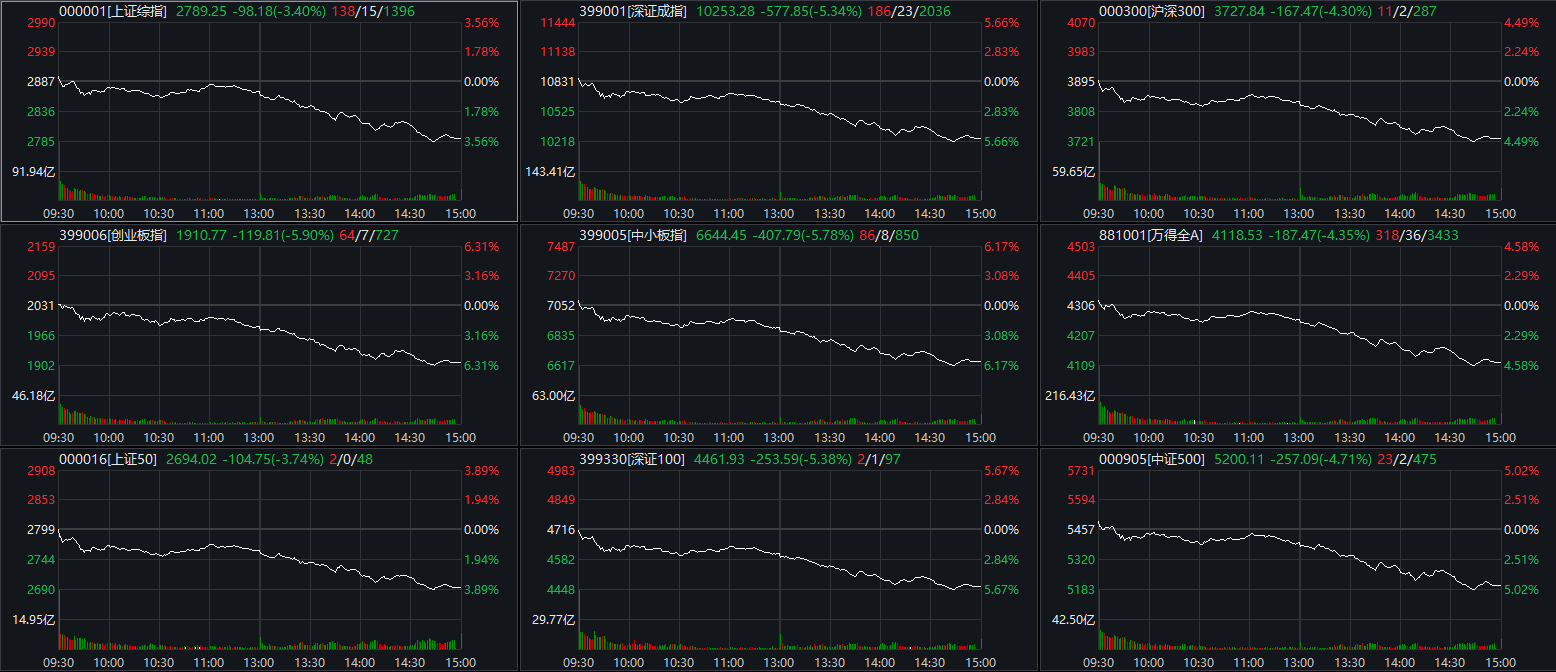 000001[上证综指] 2789.25 -98.18(-3.40%) 138/15/1396
2990 3.56%
2939 1.78%
2887 0.00%
2836 1.78%
2785 3.56%
91.94亿
09:30 10:00 10:30 11:00 13:00 13:30 14:00 14:30 15:00
399001[深证成指] 10253.28 -577.85(-5.34%) 186/23/2036
11444 5.66%
11138 2.83%
10831 0.00%
10525 2.83%
10218 5.66%
143.41亿
09:30 10:00 10:30 11:00 13:00 13:30 14:00 14:30 15:00
000300[沪深300] 3727.84 -167.47(-4.30%) 11/2/287
4070 4.49%
3983 2.24%
3895 0.00%
3808 2.24%
3721 4.49%
59.65亿
09:30 10:00 10:30 11:00 13:00 13:30 14:00 14:30 15:00
399006[创业板指] 1910.77 -119.81(-5.90%) 64/7/727
2159 6.31%
2095 3.16%
2031 0.00%
1966 3.16%
1902 6.31%
46.18亿
09:30 10:00 10:30 11:00 13:00 13:30 14:00 14:30 15:00
399005[中小板指] 6644.45 -407.79(-5.78%) 86/8/850
7487 6.17%
7270 3.08%
7052 0.00%
6835 3.08%
6617 6.17%
63.00亿
09:30 10:00 10:30 11:00 13:00 13:30 14:00 14:30 15:00
881001[万得全A] 4118.53 -187.47(-4.35%) 318/36/3433
4503 4.58%
4405 2.29%
4306 0.00%
4207 2.29%
4109 4.58%
216.43亿
09:30 10:00 10:30 11:00 13:00 13:30 14:00 14:30 15:00
000016[上证50] 2694.02 -104.75(-3.74%) 2/0/48
2908 3.89%
2853 1.94%
2799 0.00%
2744 1.94%
2690 3.89%
14.95亿
09:30 10:00 10:30 11:00 13:00 13:30 14:00 14:30 15:00
399330[深证100] 4461.93 -253.59(-5.38%) 2/1/97
4983 5.67%
4849 2.84%
4716 0.00%
4582 2.84%
4448 5.67%
29.77亿
09:30 10:00 10:30 11:00 13:00 13:30 14:00 14:30 15:00
000905[中证500] 5200.11 -257.09(-4.71%) 23/2/475
5731 5.02%
5594 2.51%
5457 0.00%
5320 2.51%
5183 5.02%
42.50亿
09:30 10:00 10:30 11:00 13:00 13:30 14:00 14:30 15:00